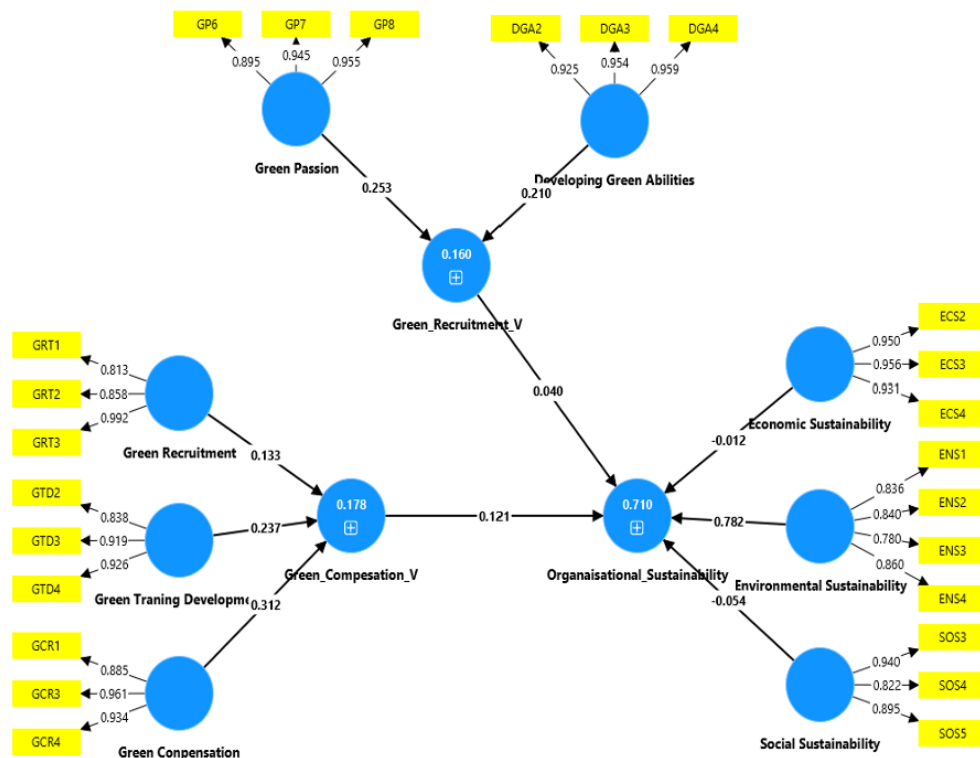 GP6
GP7
GP8
0.895
0.945
0.955
Green Passion
DGA2
DGA3
DGA4
0.925
0.954
0.959
Developing Green Abilities
0.253
0.210
0.160
Green_Recruitment_V
0.040
GRT1
GRT2
GRT3
0.813
0.858
0.992
Green Recruitment
0.133
GTD2
GTD3
GTD4
0.838
0.919
0.926
Green Traning Developme
0.237
GCR1
GCR3
GCR4
0.885
0.961
0.934
Green Conpensation
0.312
0.178
Green_Compesation_V
0.121
0.710
Organaisational_Sustainability
ECS2
ECS3
ECS4
0.950
0.956
0.931
Economic Sustainability
-0.012
ENS1
ENS2
ENS3
ENS4
0.836
0.840
0.780
0.860
Environmental Sustainability
0.782
SOS3
SOS4
SOS5
0.940
0.822
0.895
Social Sustainability
-0.054